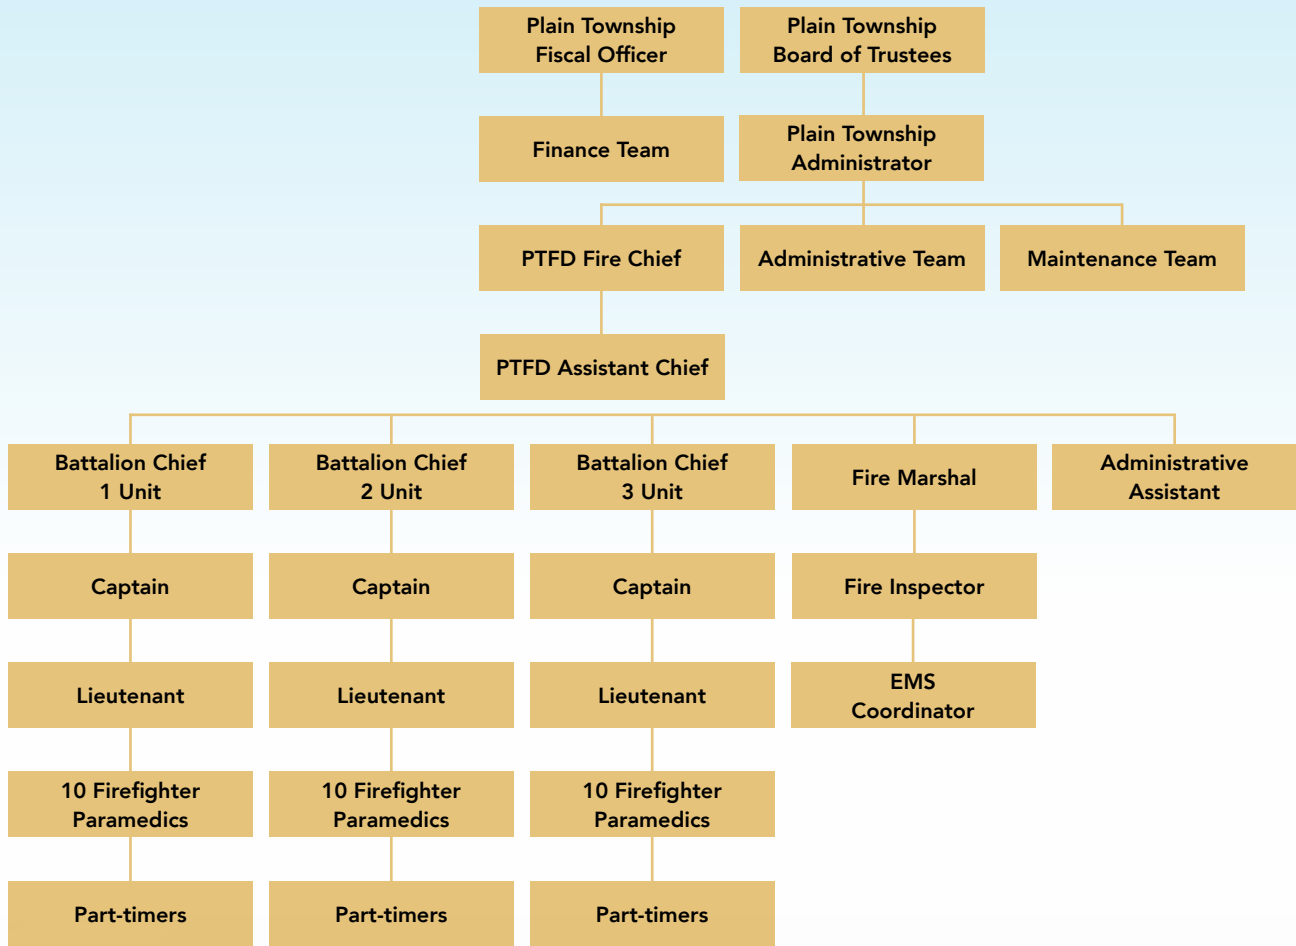 Plain Township
Fiscal Officer
Plain Township
Board of Trustees
Finance Team
Plain Township
Administrator
PTFD Fire Chief
Administrative Team
Maintenance Team
PTFD Assistant Chief
Battalion Chief
1 Unit
Battalion Chief
2 Unit
Battalion Chief
3 Unit
Fire Marshal
Administrative
Assistant
Captain
Captain
Captain
Fire Inspector
Lieutenant
Lieutenant
Lieutenant
EMS
Coordinator
10 Firefighter
Paramedics
10 Firefighter
Paramedics
10 Firefighter
Paramedics
Part-timers
Part-timers
Part-timers